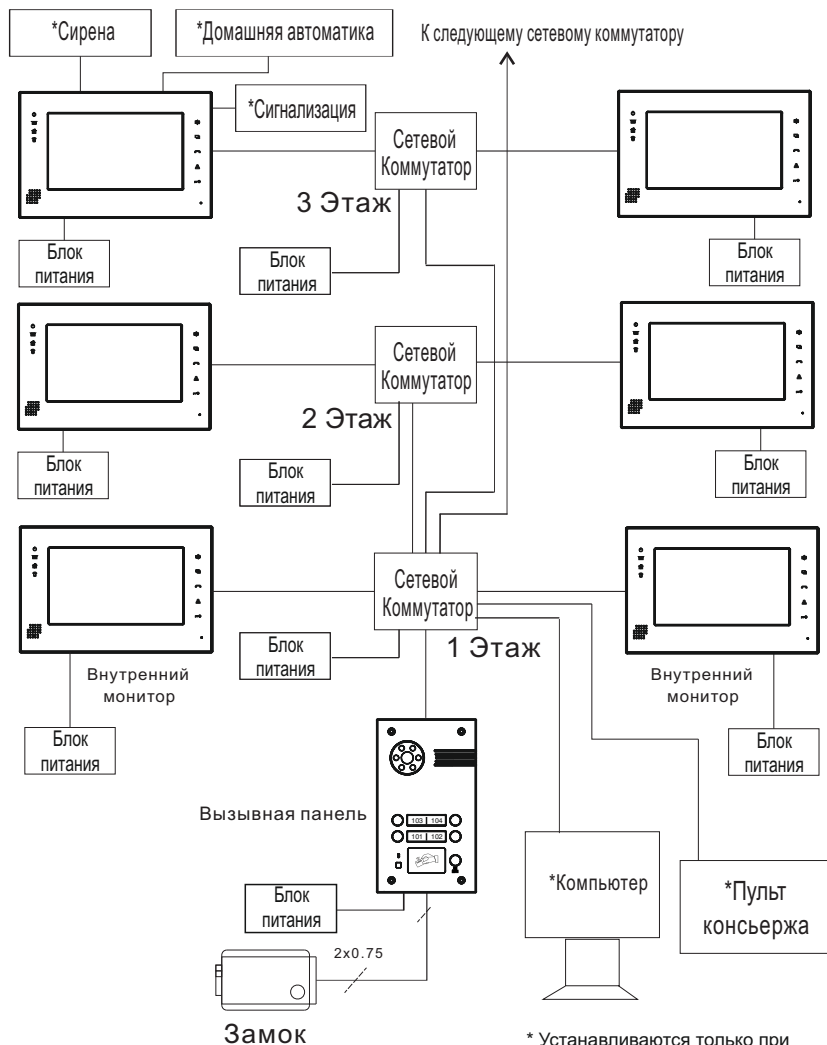 *Сирена
*Домашняя автоматика
К следующему сетевому коммутатору
*Сигнализация
Сетевой
Коммутатор
3 Этаж
Блок
питания
Блок
питания
Блок
питания
Сетевой
Коммутатор
2 Этаж
Блок
питания
Блок
питания
Блок
питания
Сетевой
Коммутатор
1 Этаж
Блок
питания
Внутренний
монитор
Внутренний
монитор
Блок
питания
Блок
питания
Вызывная панель
103 104
101 102
*Компьютер
*Пульт
консьержа
Блок
питания
2x0.75
Замок
* Устанавливаются только при